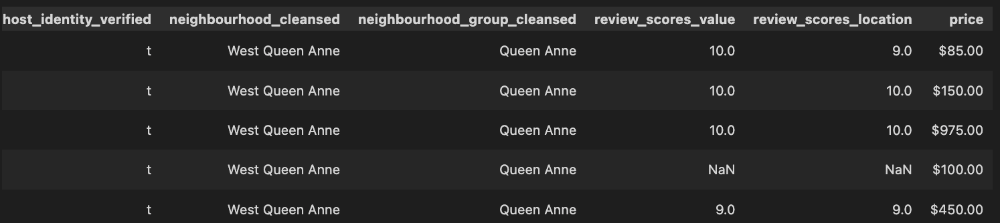 host_identity_verified neighbourhood_cleansed neighbourhood_group_cleansed review_scores_value review_scores_location price
t West Queen Anne Queen Anne 10.0 9.0 $85.00
t West Queen Anne Queen Anne 10.0 10.0 $150.00
t West Queen Anne Queen Anne 10.0 10.0 $975.00
t West Queen Anne Queen Anne NaN NaN $100.00
t West Queen Anne Queen Anne 9.0 9.0 $450.00